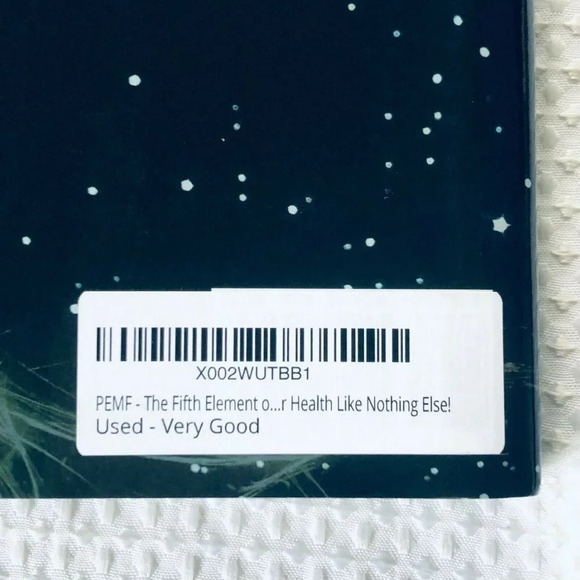 X002WUTBB1
PEMF - The Fifth Element o...r Health Like Nothing Else!
Used - Very Good